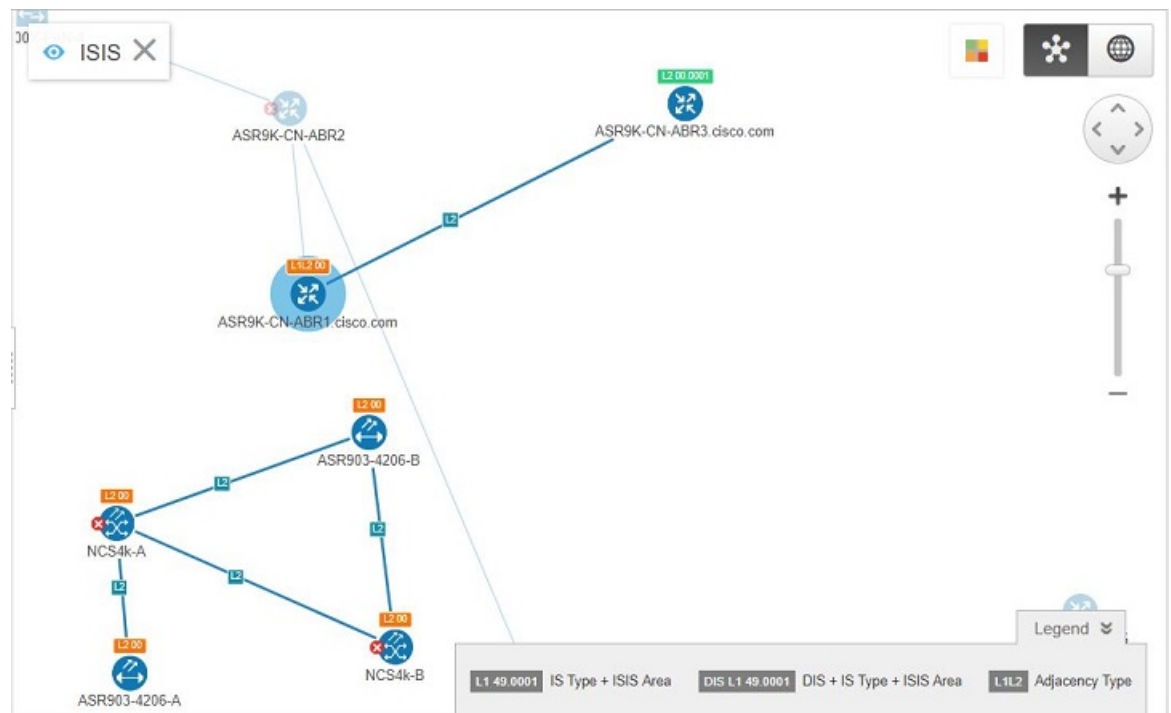 00
ISIS
L2 00.0001
ASR9K-CN-ABR2
ASR9K-CN-ABR3.cisco.com
L2
L1L2 00
ASR9K-CN-ABR1.cisco.com
L2 00
ASR903-4206-B
L2
L2 00
L2
NCS4k-A
L2
L2
L2 00
L2 00
NCS4k-B
ASR903-4206-A
Legend
L1 49.0001 IS Type + ISIS Area DIS L1 49.0001 DIS + IS Type + ISIS Area L1L2 Adjacency Type